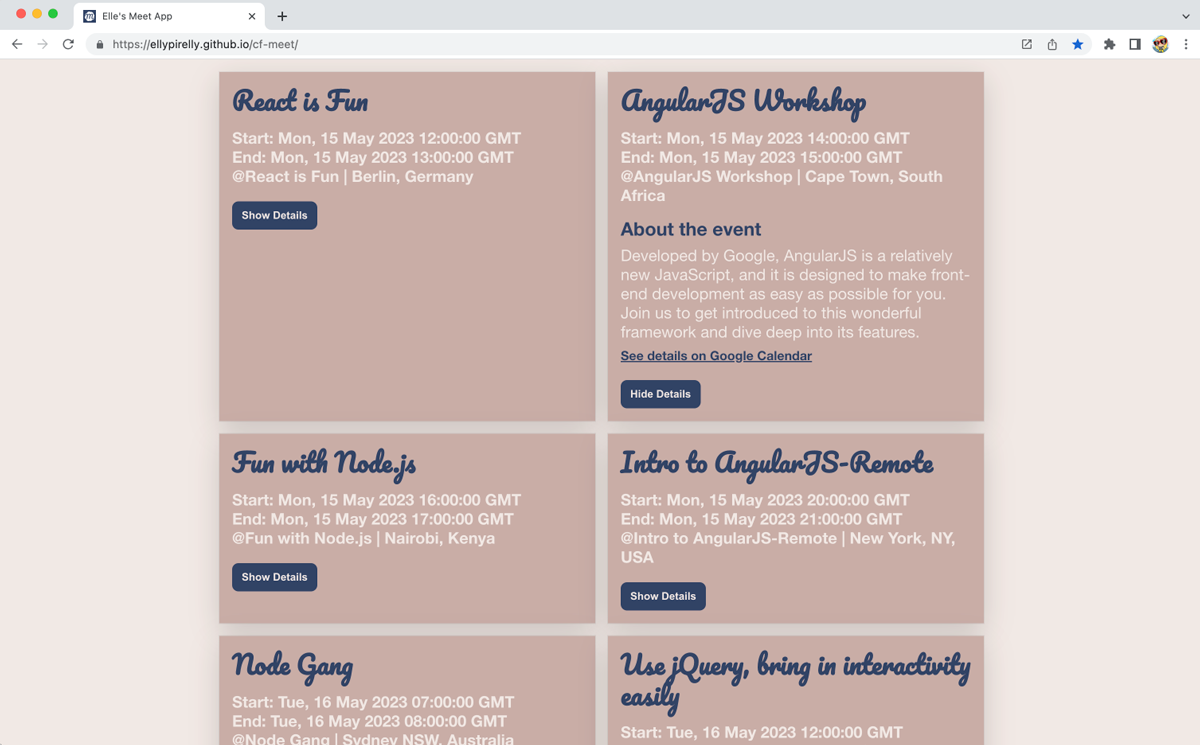 Elle's Meet App
https://ellypirelly.github.io/cf-meet/
React is Fun
Start: Mon, 15 May 2023 12:00:00 GMT
End: Mon, 15 May 2023 13:00:00 GMT
@React is Fun | Berlin, Germany
Show Details
AngularJS Workshop
Start: Mon, 15 May 2023 14:00:00 GMT
End: Mon, 15 May 2023 15:00:00 GMT
@AngularJS Workshop | Cape Town, South
Africa
About the event
Developed by Google, AngularJS is a relatively
new JavaScript, and it is designed to make front-
end development as easy as possible for you.
Join us to get introduced to this wonderful
framework and dive deep into its features.
See details on Google Calendar
Hide Details
Fun with Node.js
Start: Mon, 15 May 2023 16:00:00 GMT
End: Mon, 15 May 2023 17:00:00 GMT
@Fun with Node.js | Nairobi, Kenya
Show Details
Intro to AngularJS-Remote
Start: Mon, 15 May 2023 20:00:00 GMT
End: Mon, 15 May 2023 21:00:00 GMT
@Intro to AngularJS-Remote | New York, NY,
USA
Show Details
Node Gang
Start: Tue, 16 May 2023 07:00:00 GMT
End: Tue, 16 May 2023 08:00:00 GMT
@Node Gang | Sydney NSW, Australia
Use jQuery, bring in interactivity
easily
Start: Tue, 16 May 2023 12:00:00 GMT